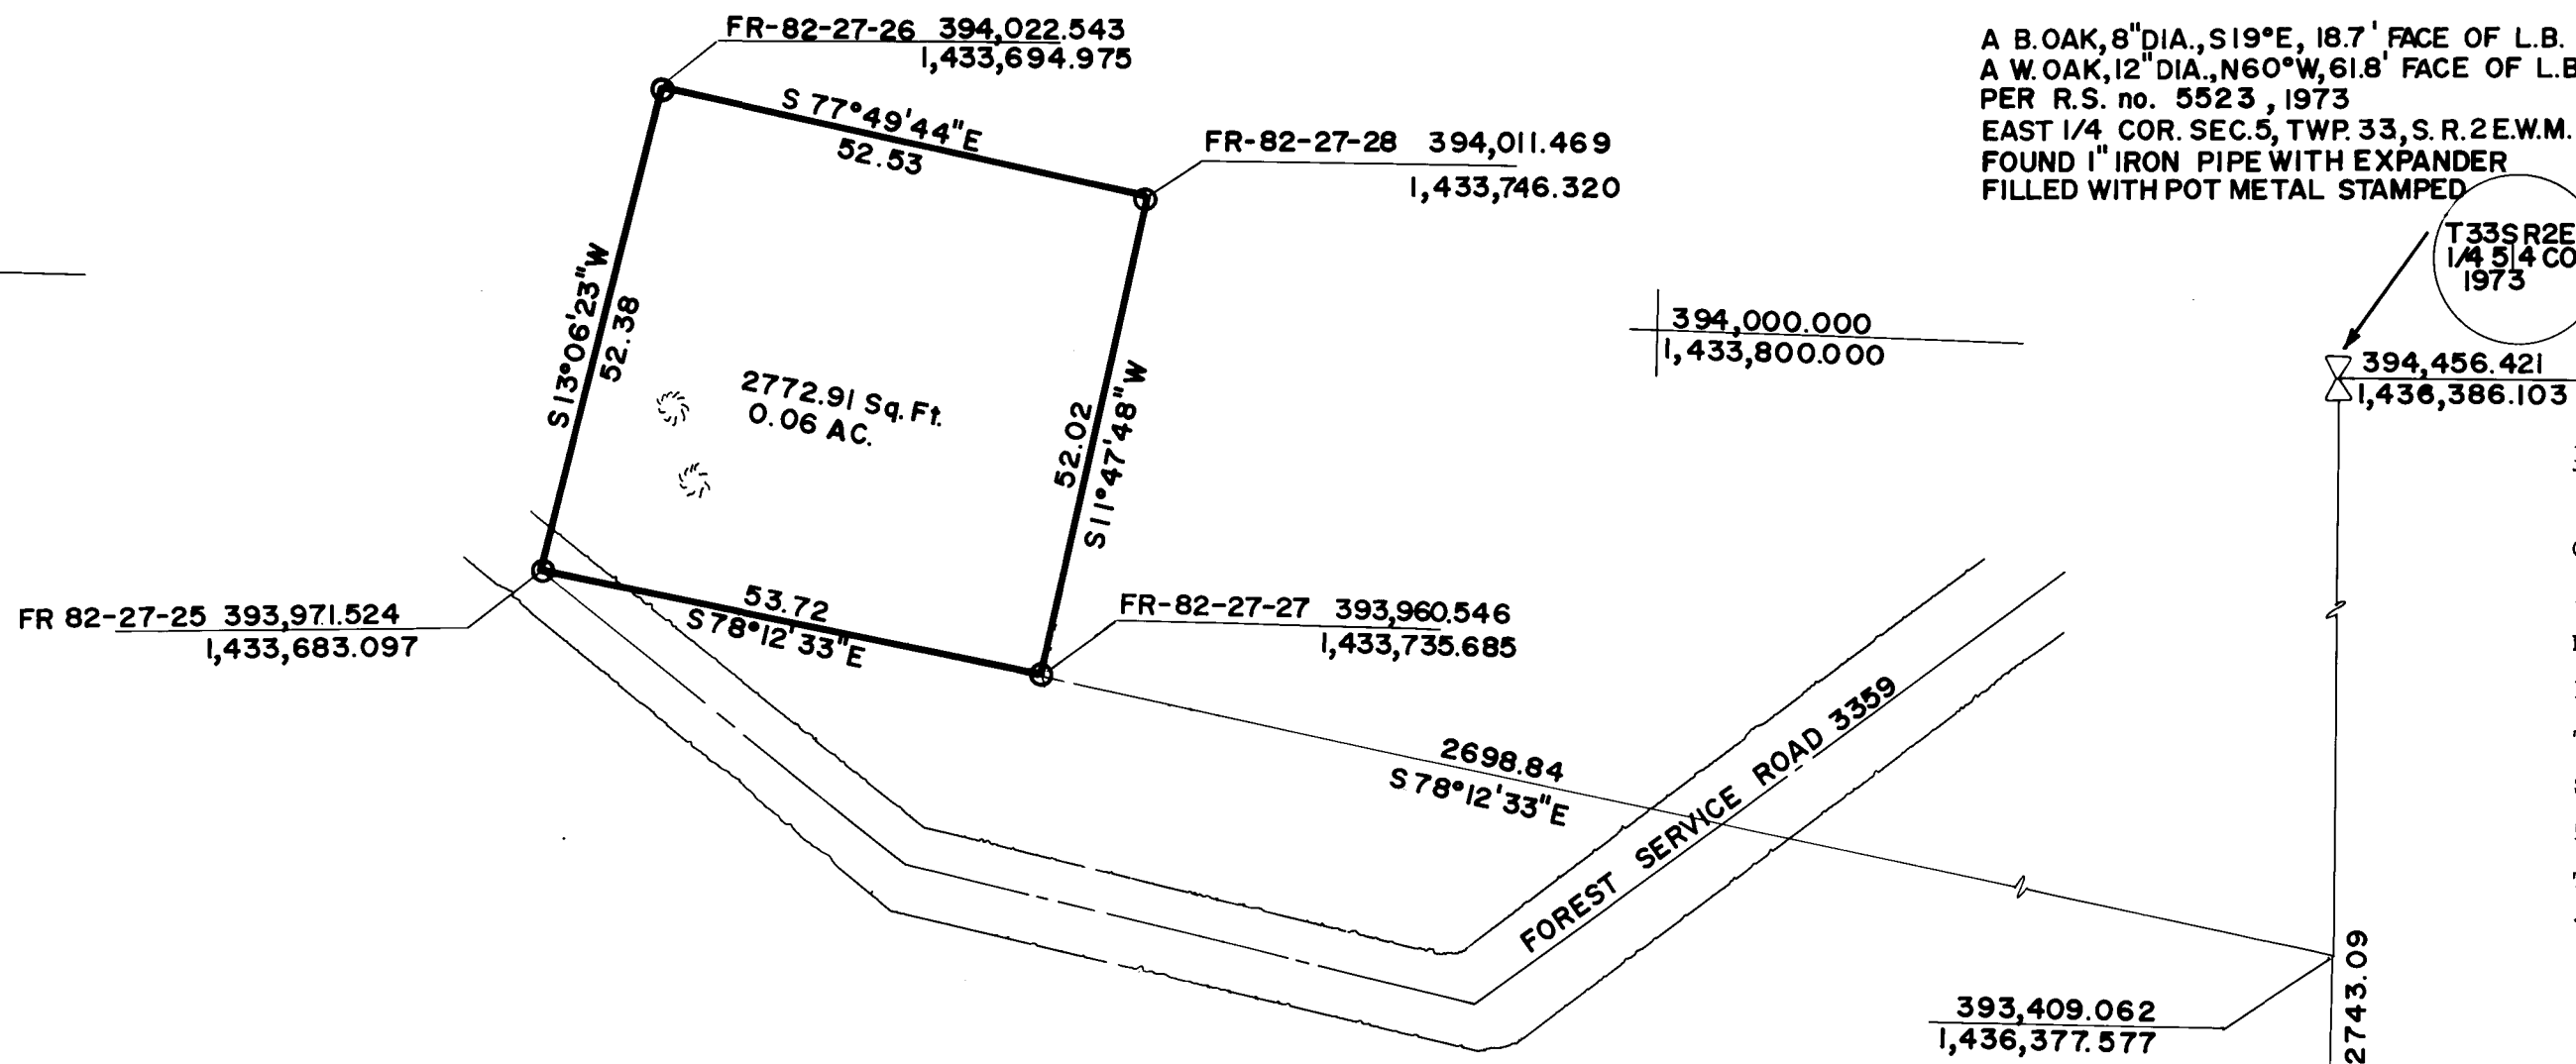 FR-82-27-26 394,022.543
1,433,694.975
S 77°49'44"E
52.53
FR-82-27-28 394,011.469
1,433,746.320
A B.OAK, 8"DIA., S19°E, 18.7' FACE OF L.B.
A W.OAK, 12"DIA., N60°W, 61.8' FACE OF L.B
PER R.S. no. 5523, 1973
EAST 1/4 COR. SEC.5, TWP. 33, S. R. 2 E.W.M.
FOUND 1" IRON PIPE WITH EXPANDER
FILLED WITH POT METAL STAMPED
T33S R2E
1/4 5|4 CO
1973
S13°06'23"W
52.38
2772.91 Sq. Ft.
0.06 AC.
52.02
S11°47'48"W
394,000.000
1,433,800.000
394,456.421
1,436,386.103
FR 82-27-25 393,971.524
1,433,683.097
53.72
S78°12'33"E
FR-82-27-27 393,960.546
1,433,735.685
2698.84
S78°12'33"E
FOREST SERVICE ROAD 3359
393,409.062
1,436,377.577
2743.09